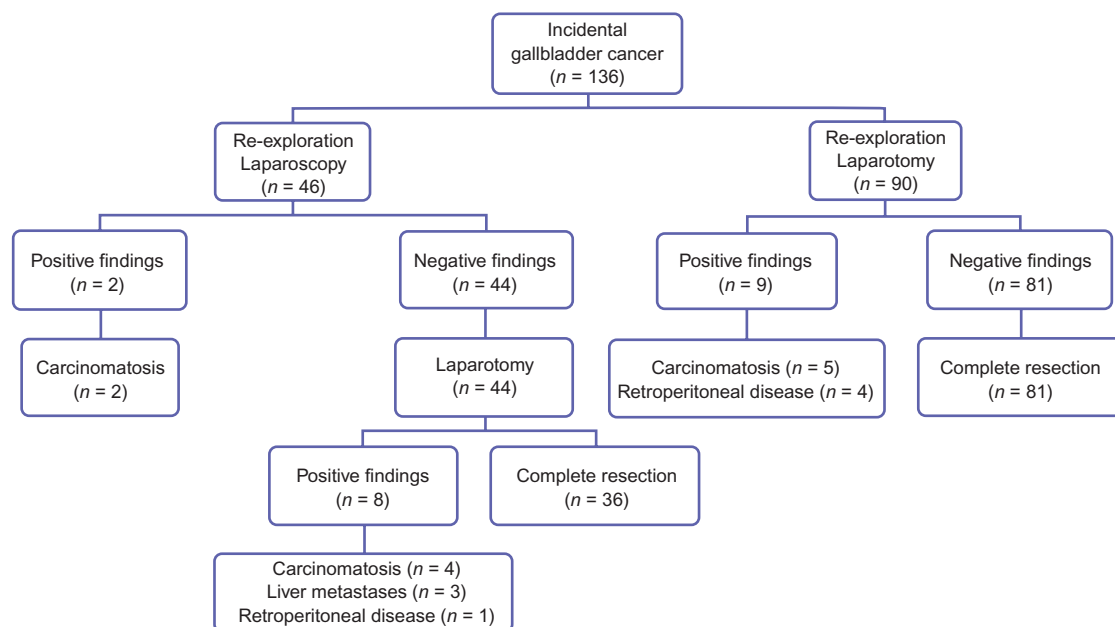 Incidental
gallbladder cancer
(n = 136)
Re-exploration
Laparoscopy
(n = 46)
Re-exploration
Laparotomy
(n = 90)
Positive findings
(n = 2)
Negative findings
(n = 44)
Positive findings
(n = 9)
Negative findings
(n = 81)
Carcinomatosis
(n = 2)
Laparotomy
(n = 44)
Carcinomatosis (n = 5)
Retroperitoneal disease (n = 4)
Complete resection
(n = 81)
Positive findings
(n = 8)
Complete resection
(n = 36)
Carcinomatosis (n = 4)
Liver metastases (n = 3)
Retroperitoneal disease (n = 1)